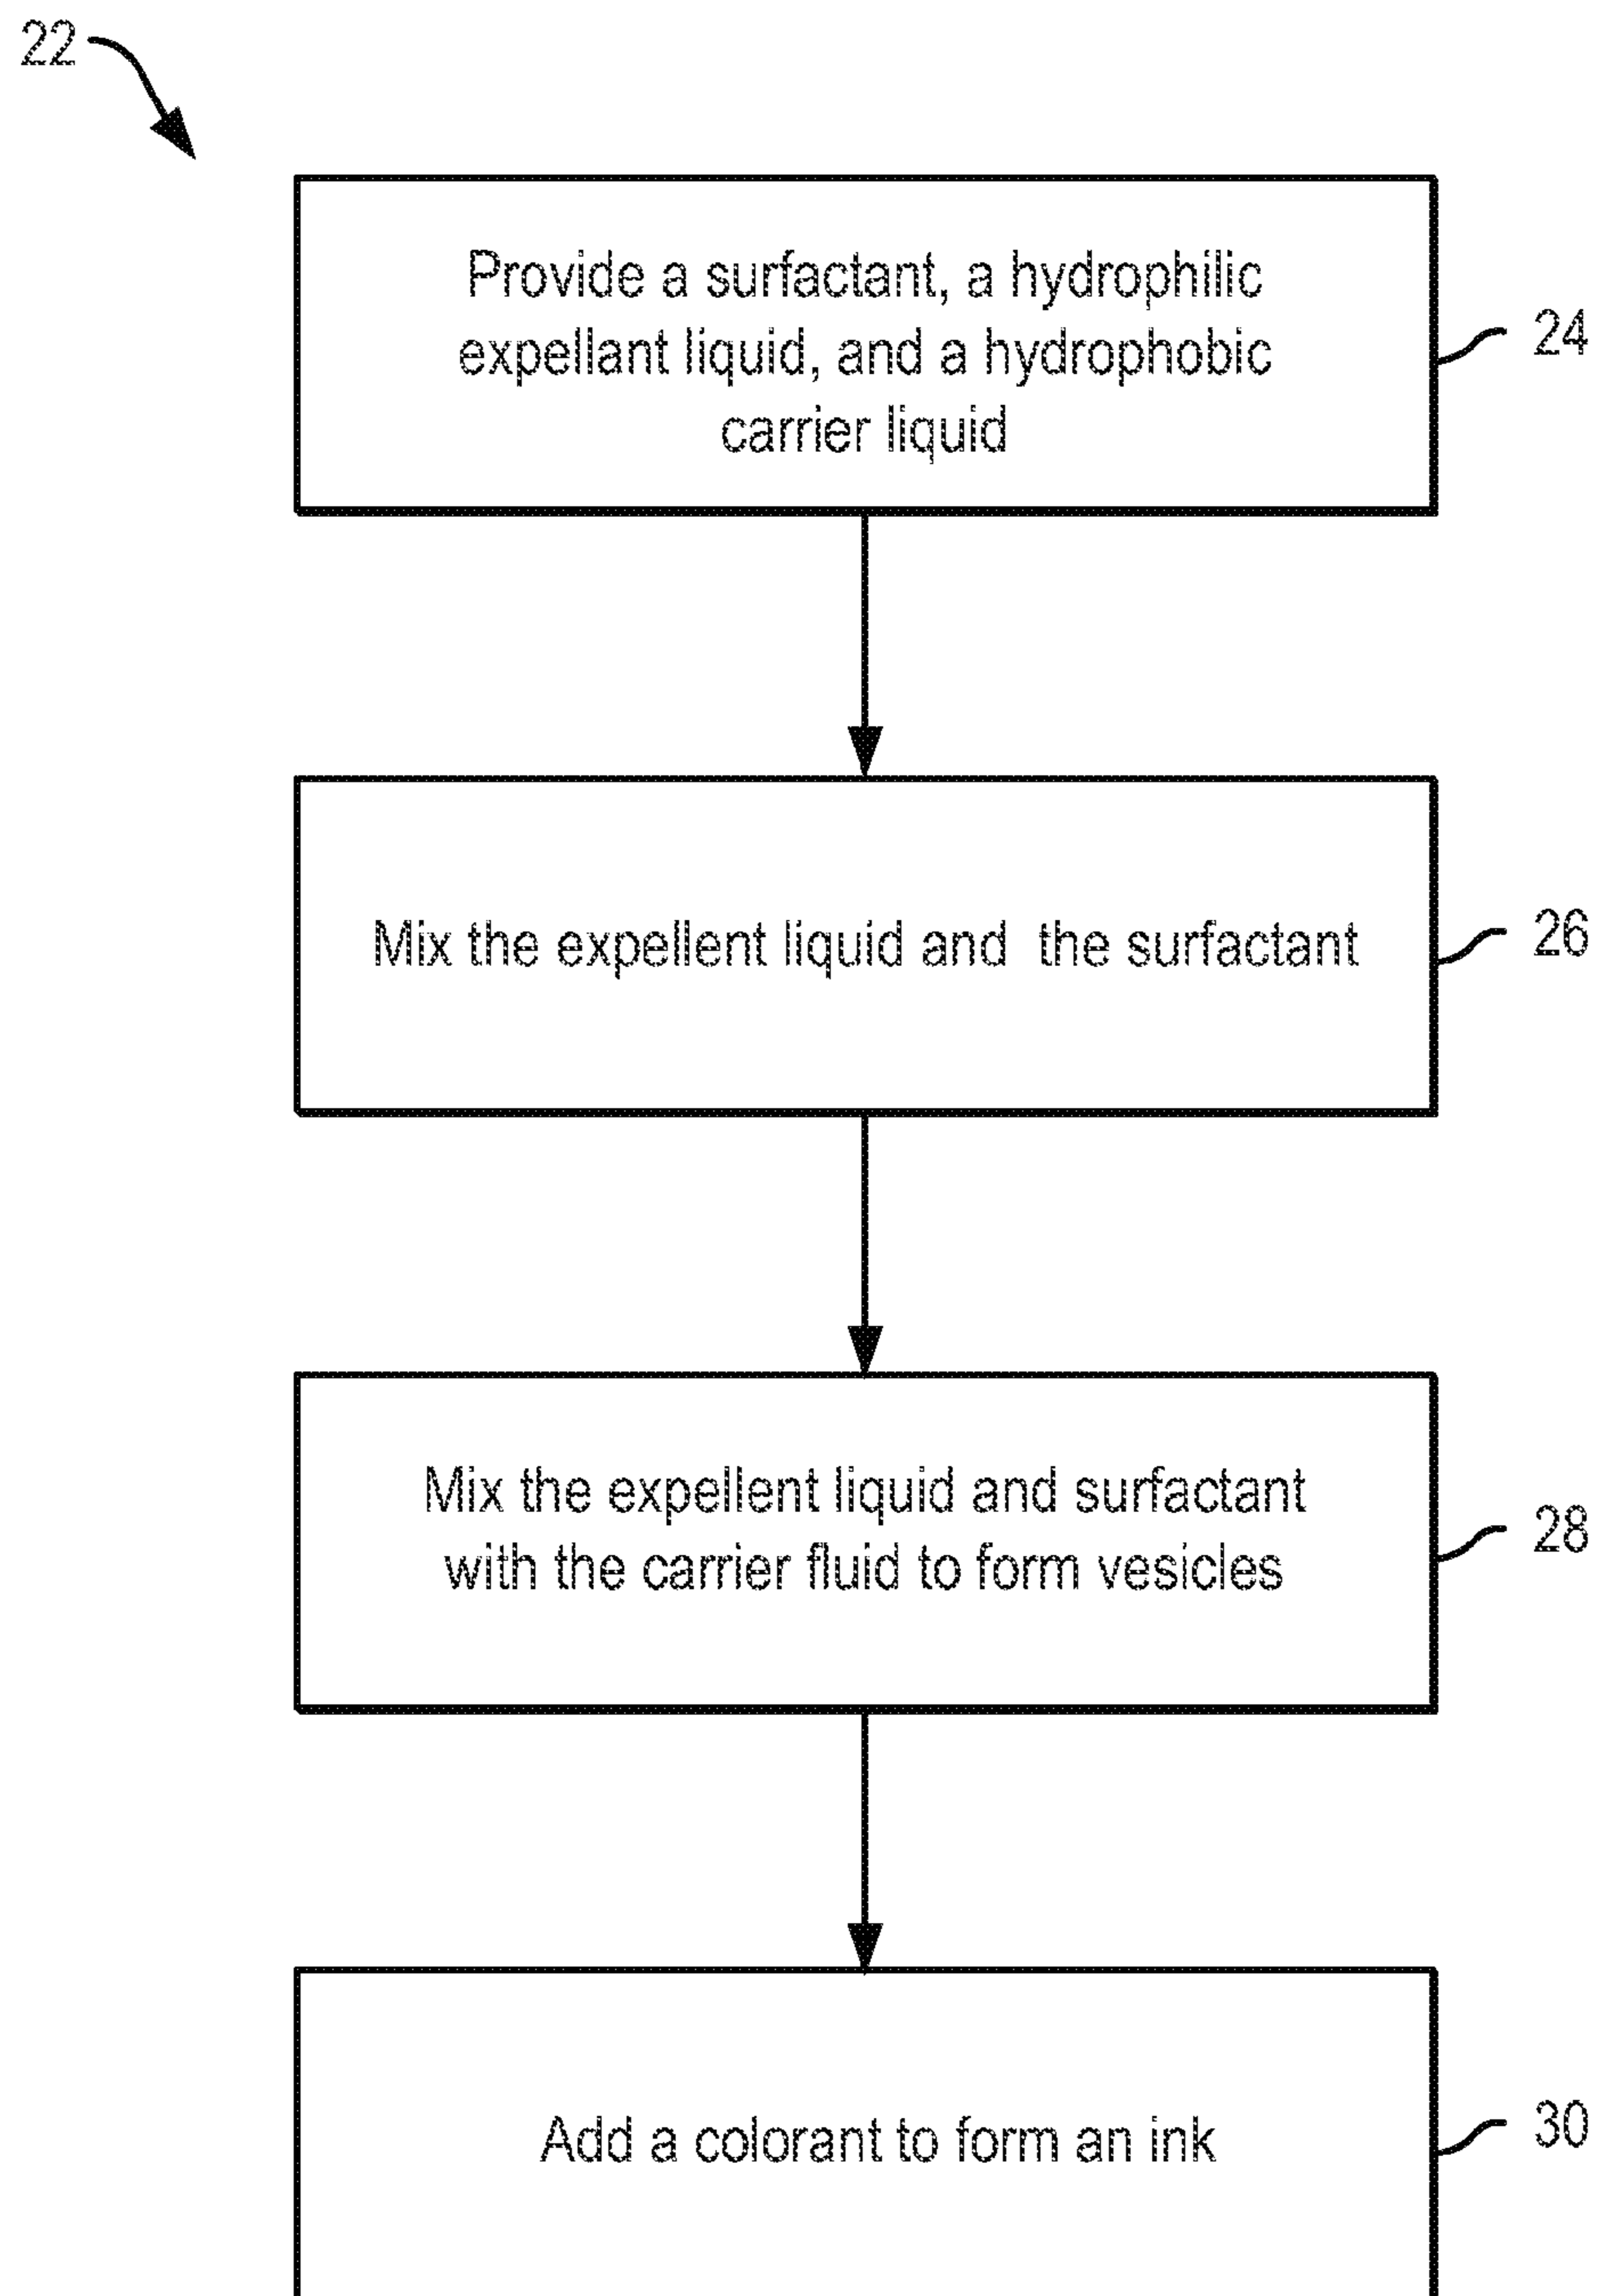 22
Provide a surfactant, a hydrophilic
expellant liquid, and a hydrophobic
carrier liquid
24
Mix the expellent liquid and  the surfactant
26
Mix the expellent liquid and surfactant
with the carrier fluid to form vesicles
28
Add a colorant to form an ink
30